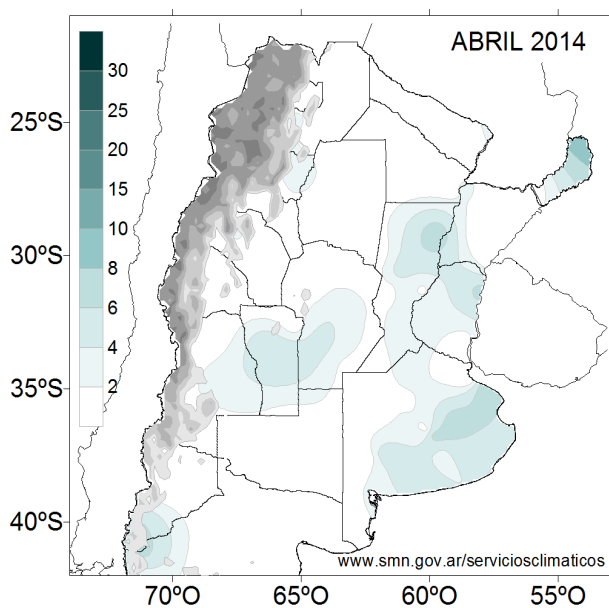 ABRIL 2014
30
25
20
15
10
8
6
4
2
25ºS
30ºS
35ºS
40ºS
www.smn.gov.ar/serviciosclimaticos
70ºO 65ºO 60ºO 55ºO